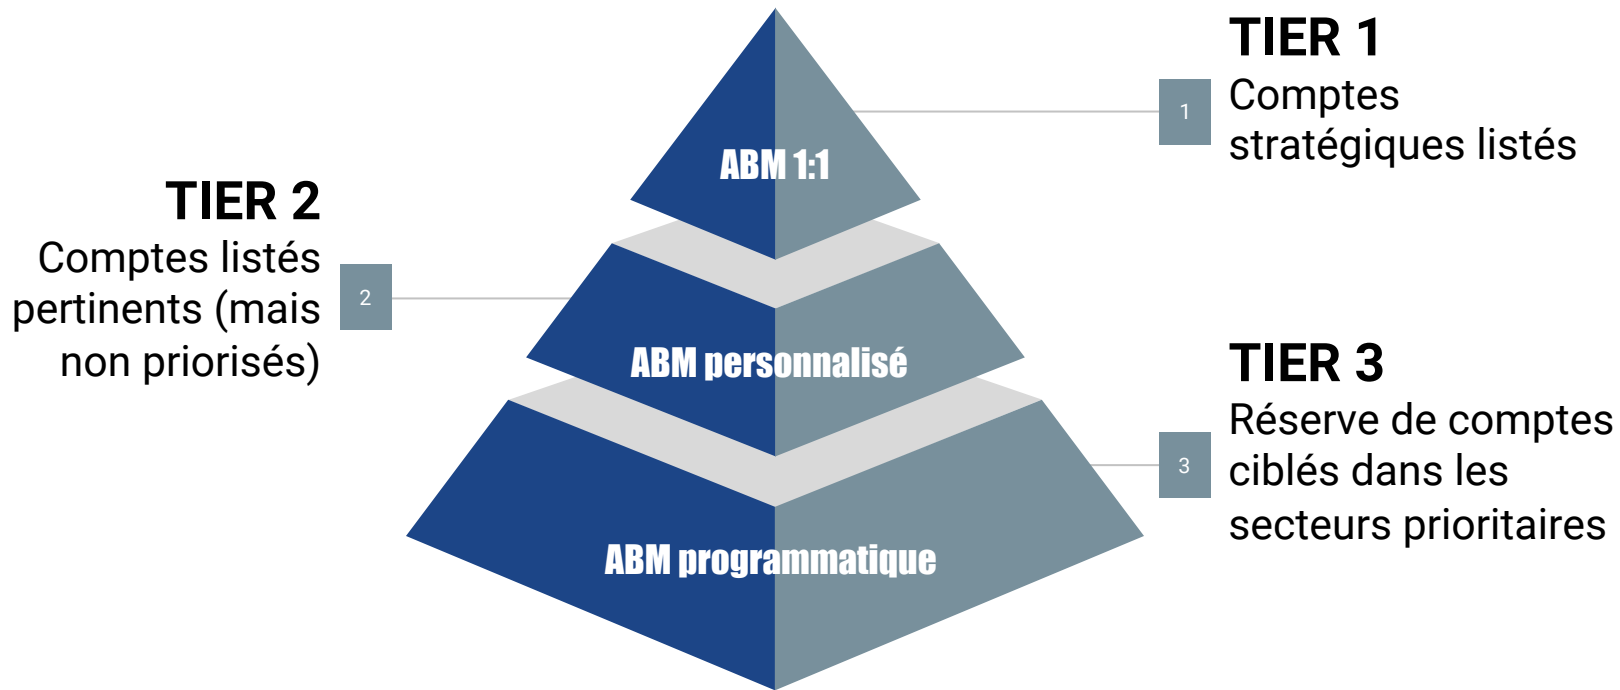 TIER 1
1
Comptes
stratégiques listés
ABM 1:1
TIER 2
Comptes listés
pertinents (mais
non priorisés)
2
ABM personnalisé
TIER 3
3
Réserve de comptes
ciblés dans les
secteurs prioritaires
ABM programmatique